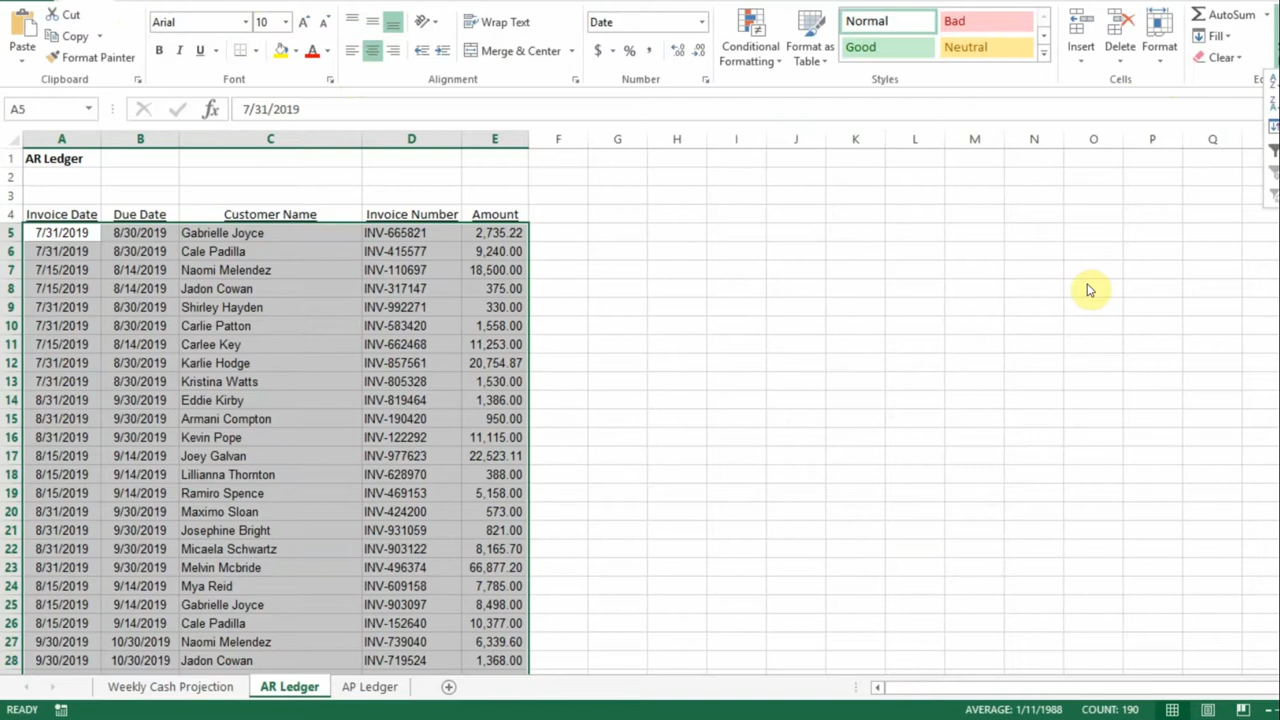 Cut
Copy
Format Painter
Paste
Clipboard
Arial 10
B I U
Font
Wrap Text
Merge & Center
Alignment
Date
$ % ,
Number
Conditional Formatting
Format as Table
Normal Bad
Good Neutral
Styles
Insert Delete Format
Cells
AutoSum
Fill
Clear
A5 fx 7/31/2019
A B C D E F G H I J K L M N O P Q
1 AR Ledger
2
3
4 Invoice Date Due Date Customer Name Invoice Number Amount
5 7/31/2019 8/30/2019 Gabrielle Joyce INV-665821 2,735.22
6 7/31/2019 8/30/2019 Cale Padilla INV-415577 9,240.00
7 7/15/2019 8/14/2019 Naomi Melendez INV-110697 18,500.00
8 7/15/2019 8/14/2019 Jadon Cowan INV-317147 375.00
9 7/31/2019 8/30/2019 Shirley Hayden INV-992271 330.00
10 7/31/2019 8/30/2019 Carlie Patton INV-583420 1,558.00
11 7/15/2019 8/14/2019 Carlee Key INV-662468 11,253.00
12 7/31/2019 8/30/2019 Karlie Hodge INV-857561 20,754.87
13 7/31/2019 8/30/2019 Kristina Watts INV-805328 1,530.00
14 8/31/2019 9/30/2019 Eddie Kirby INV-819464 1,386.00
15 8/31/2019 9/30/2019 Armani Compton INV-190420 950.00
16 8/31/2019 9/30/2019 Kevin Pope INV-122292 11,115.00
17 8/15/2019 9/14/2019 Joey Galvan INV-977623 22,523.11
18 8/15/2019 9/14/2019 Lillianna Thornton INV-628970 388.00
19 8/15/2019 9/14/2019 Ramiro Spence INV-469153 5,158.00
20 8/31/2019 9/30/2019 Maximo Sloan INV-424200 573.00
21 8/31/2019 9/30/2019 Josephine Bright INV-931059 821.00
22 8/31/2019 9/30/2019 Micaela Schwartz INV-903122 8,165.70
23 8/31/2019 9/30/2019 Melvin Mcbride INV-496374 66,877.20
24 8/15/2019 9/14/2019 Mya Reid INV-609158 7,785.00
25 8/15/2019 9/14/2019 Gabrielle Joyce INV-903097 8,498.00
26 8/15/2019 9/14/2019 Cale Padilla INV-152640 10,377.00
27 9/30/2019 10/30/2019 Naomi Melendez INV-739040 6,339.60
28 9/30/2019 10/30/2019 Jadon Cowan INV-719524 1,368.00
Weekly Cash Projection AR Ledger AP Ledger
READY AVERAGE: 1/11/1988 COUNT: 190